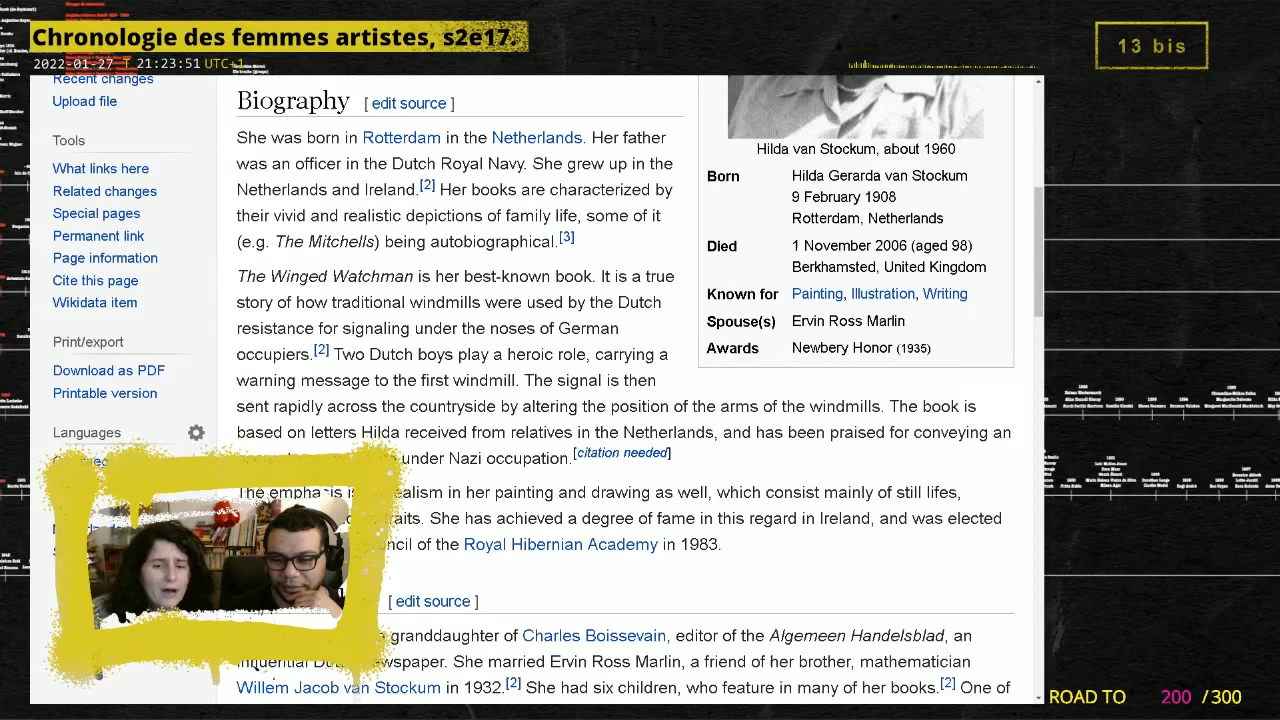 Chronologie des femmes artistes, s2e17
13 bis
2022-01-27 T 21:23:51 UTC+1
Recent changes
Upload file
Tools
What links here
Related changes
Special pages
Permanent link
Page information
Cite this page
Wikidata item
Print/export
Download as PDF
Printable version
Languages
Biography [ edit source ]
She was born in Rotterdam in the Netherlands. Her father
was an officer in the Dutch Royal Navy. She grew up in the
Netherlands and Ireland.[2] Her books are characterized by
their vivid and realistic depictions of family life, some of it
(e.g. The Mitchells) being autobiographical.[3]
The Winged Watchman is her best-known book. It is a true
story of how traditional windmills were used by the Dutch
resistance for signaling under the noses of German
occupiers.[2] Two Dutch boys play a heroic role, carrying a
warning message to the first windmill. The signal is then
sent rapidly across the countryside by altering the position of the arms of the windmills. The book is
based on letters Hilda received from relatives in the Netherlands, and has been praised for conveying an
under Nazi occupation.[citation needed]
The emphasis is in her painting and drawing as well, which consist mainly of still lifes,
She has achieved a degree of fame in this regard in Ireland, and was elected
of the Royal Hibernian Academy in 1983.
[ edit source ]
granddaughter of Charles Boissevain, editor of the Algemeen Handelsblad, an
influential She married Ervin Ross Marlin, a friend of her brother, mathematician
Willem Jacob van Stockum in 1932.[2] She had six children, who feature in many of her books.[2] One of
Hilda van Stockum, about 1960
Born Hilda Gerarda van Stockum
9 February 1908
Rotterdam, Netherlands
Died 1 November 2006 (aged 98)
Berkhamsted, United Kingdom
Known for Painting, Illustration, Writing
Spouse(s) Ervin Ross Marlin
Awards Newbery Honor (1935)
ROAD TO 200 /300